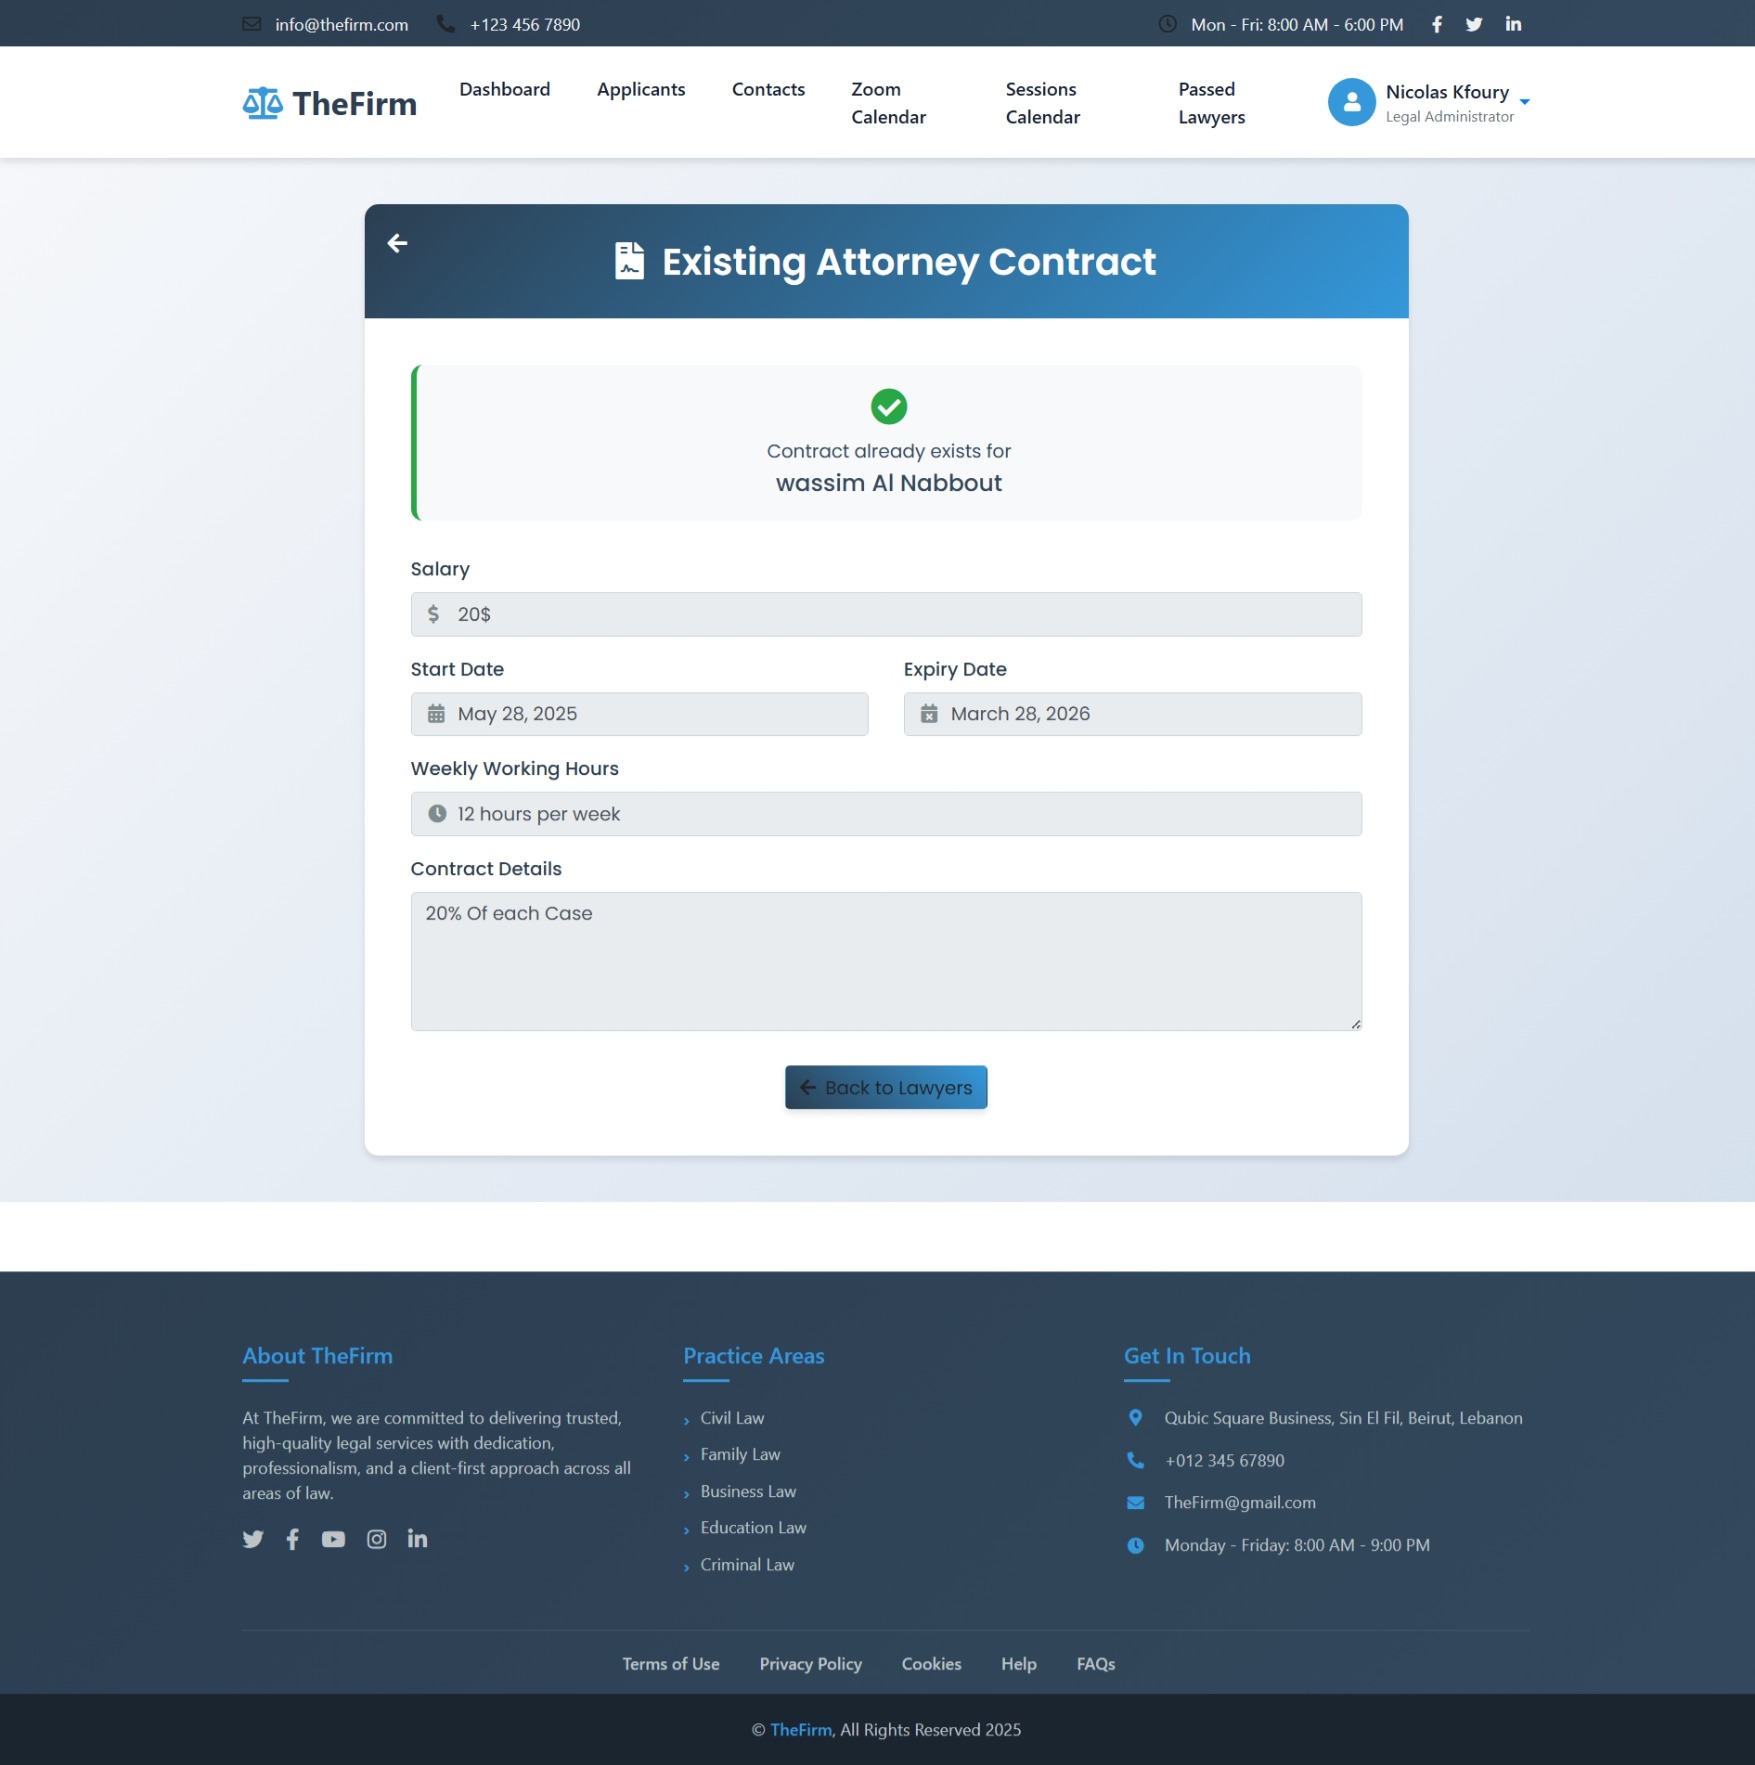 info@thefirm.com
+123 456 7890
Mon - Fri: 8:00 AM - 6:00 PM
TheFirm
Dashboard
Applicants
Contacts
Zoom
Calendar
Sessions
Calendar
Passed
Lawyers
Nicolas Kfoury
Legal Administrator
Existing Attorney Contract
Contract already exists for
wassim Al Nabbout
Salary
$ 20$
Start Date
May 28, 2025
Expiry Date
March 28, 2026
Weekly Working Hours
12 hours per week
Contract Details
20% Of each Case
Back to Lawyers
About TheFirm
At TheFirm, we are committed to delivering trusted,
high-quality legal services with dedication,
professionalism, and a client-first approach across all
areas of law.
Practice Areas
Civil Law
Family Law
Business Law
Education Law
Criminal Law
Get In Touch
Qubic Square Business, Sin El Fil, Beirut, Lebanon
+012 345 67890
TheFirm@gmail.com
Monday - Friday: 8:00 AM - 9:00 PM
Terms of Use
Privacy Policy
Cookies
Help
FAQs
© TheFirm, All Rights Reserved 2025